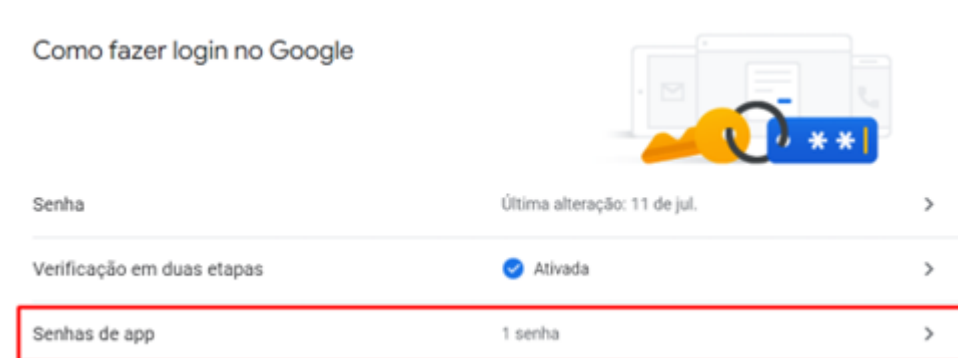 Como fazer login no Google
**
Senha Última alteração: 11 de jul.
Verificação em duas etapas Ativada
Senhas de app 1 senha